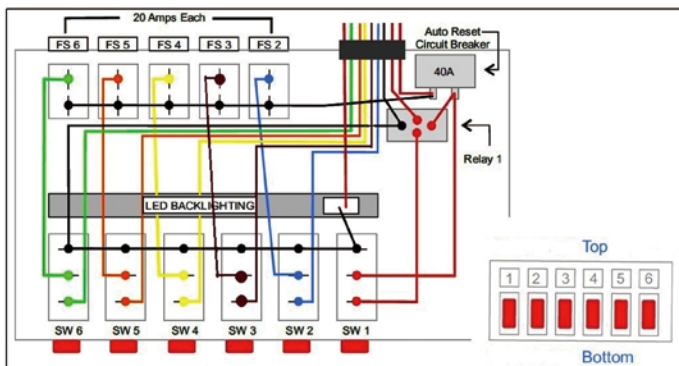 20 Amps Each
FS 6 FS 5 FS 4 FS 3 FS 2
Auto Reset
Circuit Breaker
40A
Relay 1
LED BACKLIGHTING
SW 6 SW 5 SW 4 SW 3 SW 2 SW 1
Top
1 2 3 4 5 6
Bottom